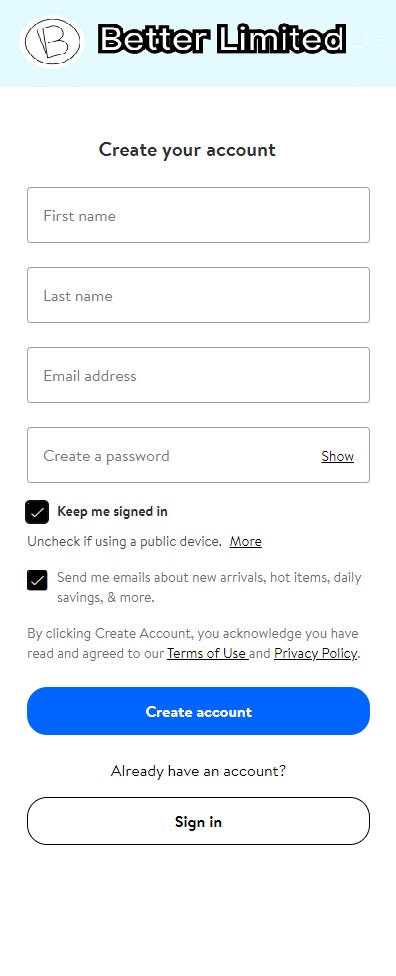 B
Better Limited
Create your account
First name
Last name
Email address
Create a password
Show
Keep me signed in
Uncheck if using a public device. More
Send me emails about new arrivals, hot items, daily
savings, & more.
By clicking Create Account, you acknowledge you have
read and agreed to our Terms of Use and Privacy Policy.
Create account
Already have an account?
Sign in